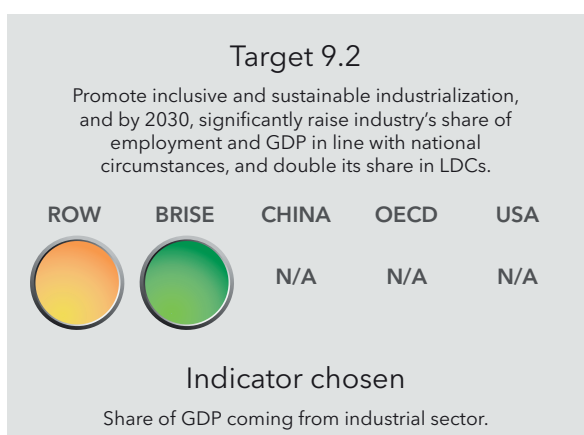 Target 9.2
Promote inclusive and sustainable industrialization,
and by 2030, significantly raise industry's share of
employment and GDP in line with national
circumstances, and double its share in LDCs.
ROW BRISE CHINA OECD USA
N/A N/A N/A
Indicator chosen
Share of GDP coming from industrial sector.